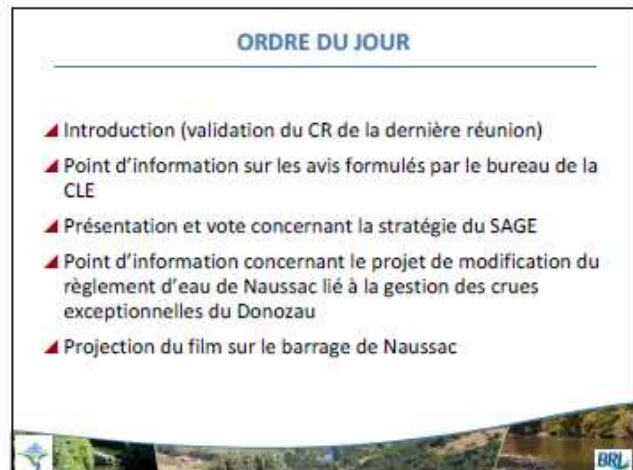 ORDRE DU JOUR
Introduction (validation du CR de la dernière réunion)
Point d'information sur les avis formulés par le bureau de la
CLE
Présentation et vote concernant la stratégie du SAGE
Point d'information concernant le projet de modification du
règlement d'eau de Naussac lié à la gestion des crues
exceptionnelles du Donozau
Projection du film sur le barrage de Naussac
BRL